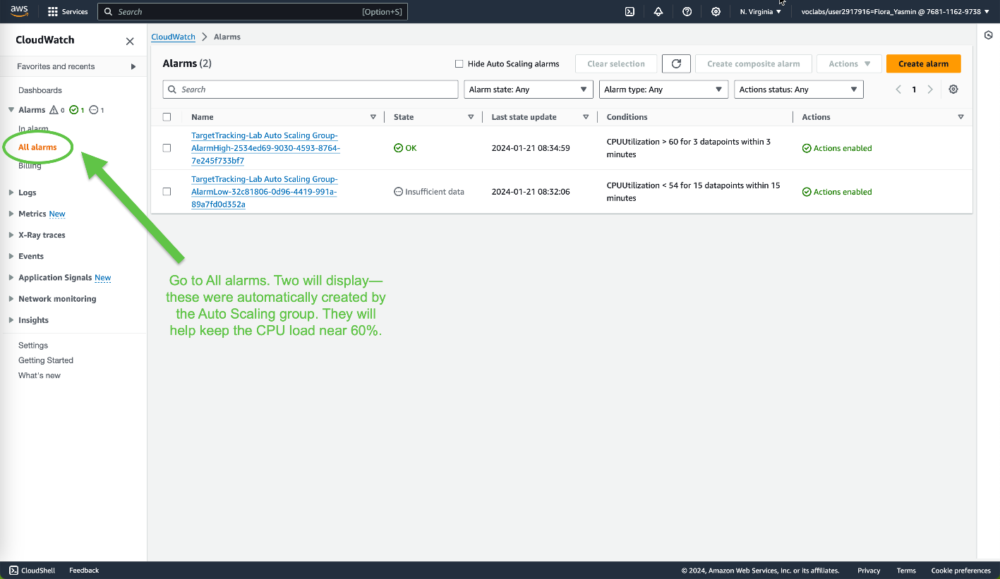 aws
Services
Search
[Option+S]
N. Virginia
voclabs/user2917916=Flora_Yasmin @ 7681-1162-9738
CloudWatch
Favorites and recents
Dashboards
Alarms 0 1 1
In alarm
All alarms
Billing
Logs
Metrics New
X-Ray traces
Events
Application Signals New
Network monitoring
Insights
Settings
Getting Started
What's new
CloudWatch
Alarms
Alarms (2)
Hide Auto Scaling alarms
Clear selection
Create composite alarm
Actions
Create alarm
Search
Alarm state: Any
Alarm type: Any
Actions status: Any
1
Name
State
Last state update
Conditions
Actions
TargetTracking-Lab Auto Scaling Group-
AlarmHigh-2534ed69-9030-4593-8764-
7e245f733bf7
OK
2024-01-21 08:34:59
CPUUtilization > 60 for 3 datapoints within 3
minutes
Actions enabled
TargetTracking-Lab Auto Scaling Group-
AlarmLow-32c81806-0d96-4419-991a-
89a7fd0d352a
Insufficient data
2024-01-21 08:32:06
CPUUtilization < 54 for 15 datapoints within 15
minutes
Actions enabled
Go to All alarms. Two will display—
these were automatically created by
the Auto Scaling group. They will
help keep the CPU load near 60%.
CloudShell
Feedback
© 2024, Amazon Web Services, Inc. or its affiliates.
Privacy
Terms
Cookie preferences